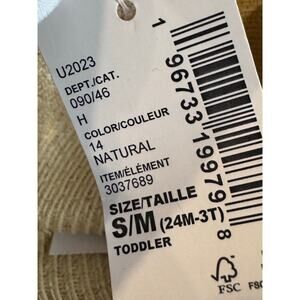 U2023
DEPT./CAT.
090/46
H
COLOR/COULEUR
14
NATURAL
ITEM/ÉLÉMENT
3037689
SIZE/TAILLE
S/M (24M-3T)
TODDLER
1 96733 19979 8
FSC